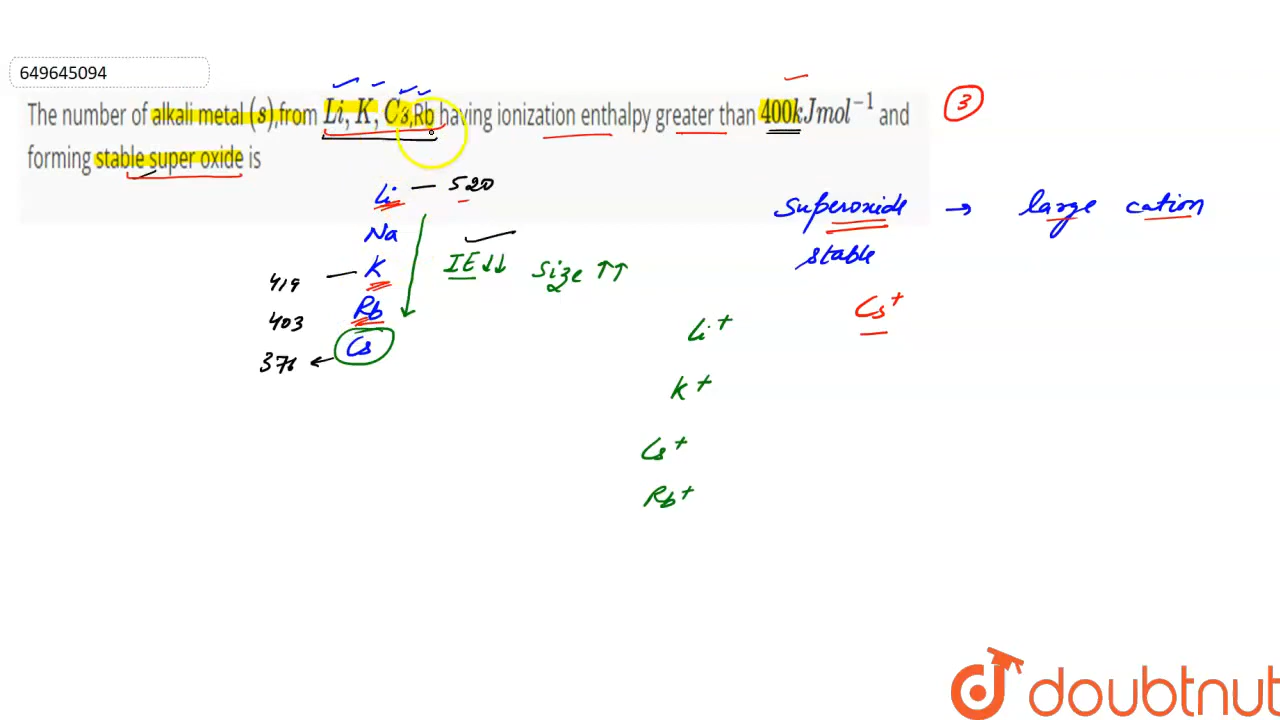 649645094
The number of alkali metal (s),from Li, K, Cs,Rb having ionization enthalpy greater than 400kJmol⁻¹ and
forming stable super oxide is
3
Li — 520
Na
419 — K
403 Rb
376 ← Cs
IE↓↓ Size ↑↑
Superoxide → large cation
stable
Cs⁺
Li⁺
K⁺
Cs⁺
Rb⁺
doubtnut